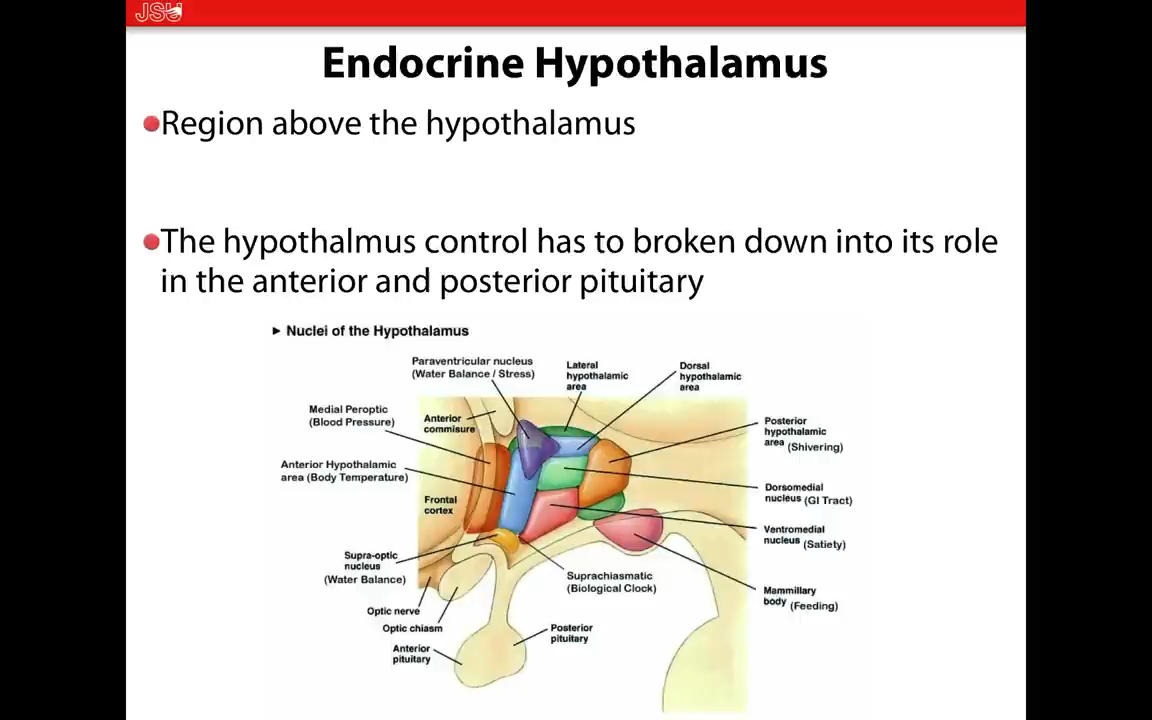 JSU
Endocrine Hypothalamus
Region above the hypothalamus
The hypothalmus control has to broken down into its role
in the anterior and posterior pituitary
► Nuclei of the Hypothalamus
Paraventricular nucleus
(Water Balance / Stress)
Lateral
hypothalamic
area
Dorsal
hypothalamic
area
Medial Peroptic
(Blood Pressure)
Anterior
commisure
Posterior
hypothalamic
area (Shivering)
Anterior Hypothalamic
area (Body Temperature)
Frontal
cortex
Dorsomedial
nucleus (GI Tract)
Ventromedial
nucleus (Satiety)
Supra-optic
nucleus
(Water Balance)
Suprachiasmatic
(Biological Clock)
Mammillary
body (Feeding)
Optic nerve
Optic chiasm
Anterior
pituitary
Posterior
pituitary